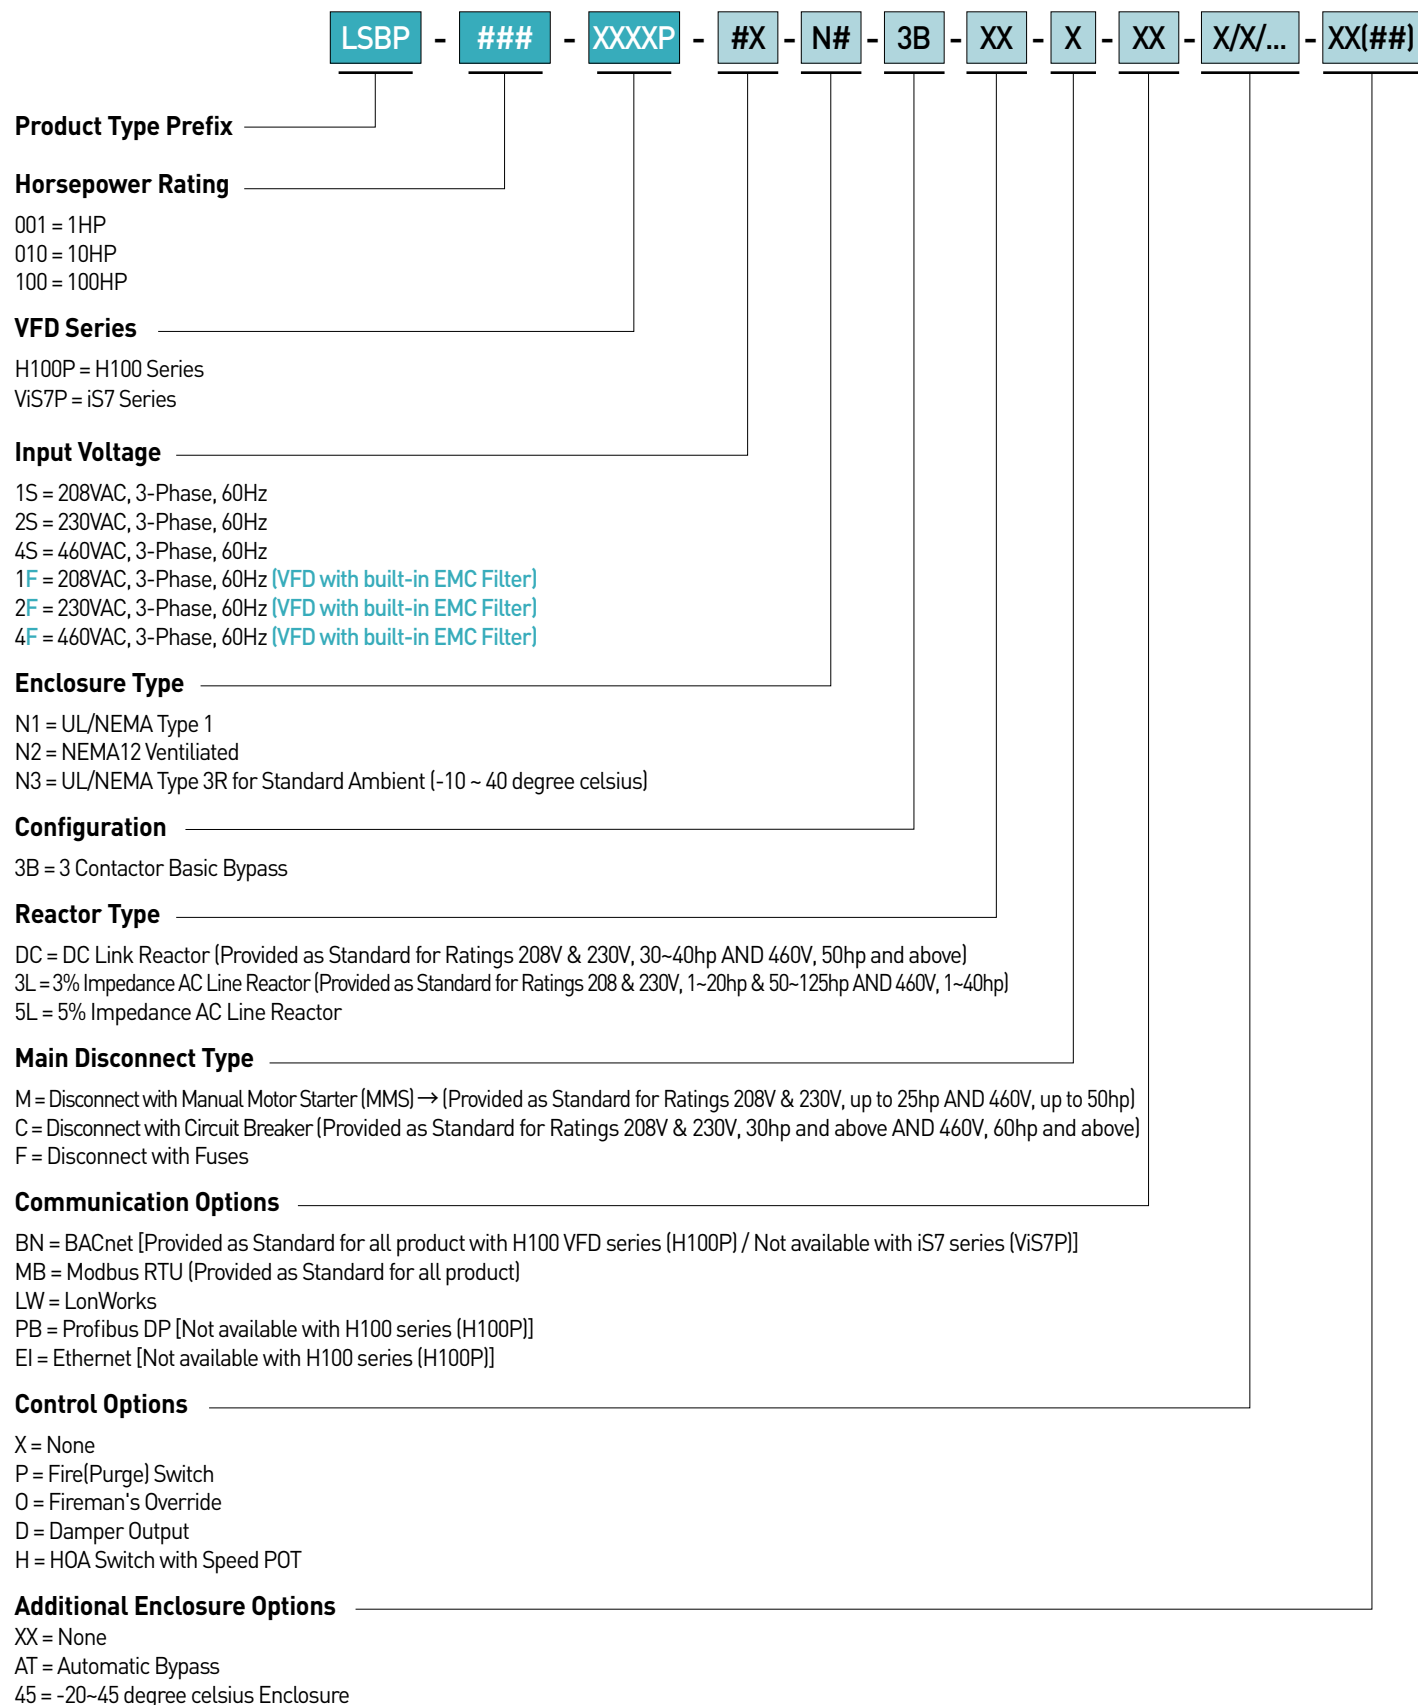 LSBP - ### - XXXXP - #X - N# - 3B - XX - X - XX - X/X/... - XX(##)
Product Type Prefix
Horsepower Rating
001 = 1HP
010 = 10HP
100 = 100HP
VFD Series
H100P = H100 Series
ViS7P = iS7 Series
Input Voltage
1S = 208VAC, 3-Phase, 60Hz
2S = 230VAC, 3-Phase, 60Hz
4S = 460VAC, 3-Phase, 60Hz
1F = 208VAC, 3-Phase, 60Hz (VFD with built-in EMC Filter)
2F = 230VAC, 3-Phase, 60Hz (VFD with built-in EMC Filter)
4F = 460VAC, 3-Phase, 60Hz (VFD with built-in EMC Filter)
Enclosure Type
N1 = UL/NEMA Type 1
N2 = NEMA12 Ventiliated
N3 = UL/NEMA Type 3R for Standard Ambient (-10 ~ 40 degree celsius)
Configuration
3B = 3 Contactor Basic Bypass
Reactor Type
DC = DC Link Reactor (Provided as Standard for Ratings 208V & 230V, 30~40hp AND 460V, 50hp and above)
3L = 3% Impedance AC Line Reactor (Provided as Standard for Ratings 208 & 230V, 1~20hp & 50~125hp AND 460V, 1~40hp)
5L = 5% Impedance AC Line Reactor
Main Disconnect Type
M = Disconnect with Manual Motor Starter (MMS) → (Provided as Standard for Ratings 208V & 230V, up to 25hp AND 460V, up to 50hp)
C = Disconnect with Circuit Breaker (Provided as Standard for Ratings 208V & 230V, 30hp and above AND 460V, 60hp and above)
F = Disconnect with Fuses
Communication Options
BN = BACnet [Provided as Standard for all product with H100 VFD series (H100P) / Not available with iS7 series (ViS7P)]
MB = Modbus RTU (Provided as Standard for all product)
LW = LonWorks
PB = Profibus DP [Not available with H100 series (H100P)]
EI = Ethernet [Not available with H100 series (H100P)]
Control Options
X = None
P = Fire(Purge) Switch
O = Fireman's Override
D = Damper Output
H = HOA Switch with Speed POT
Additional Enclosure Options
XX = None
AT = Automatic Bypass
45 = -20~45 degree celsius Enclosure